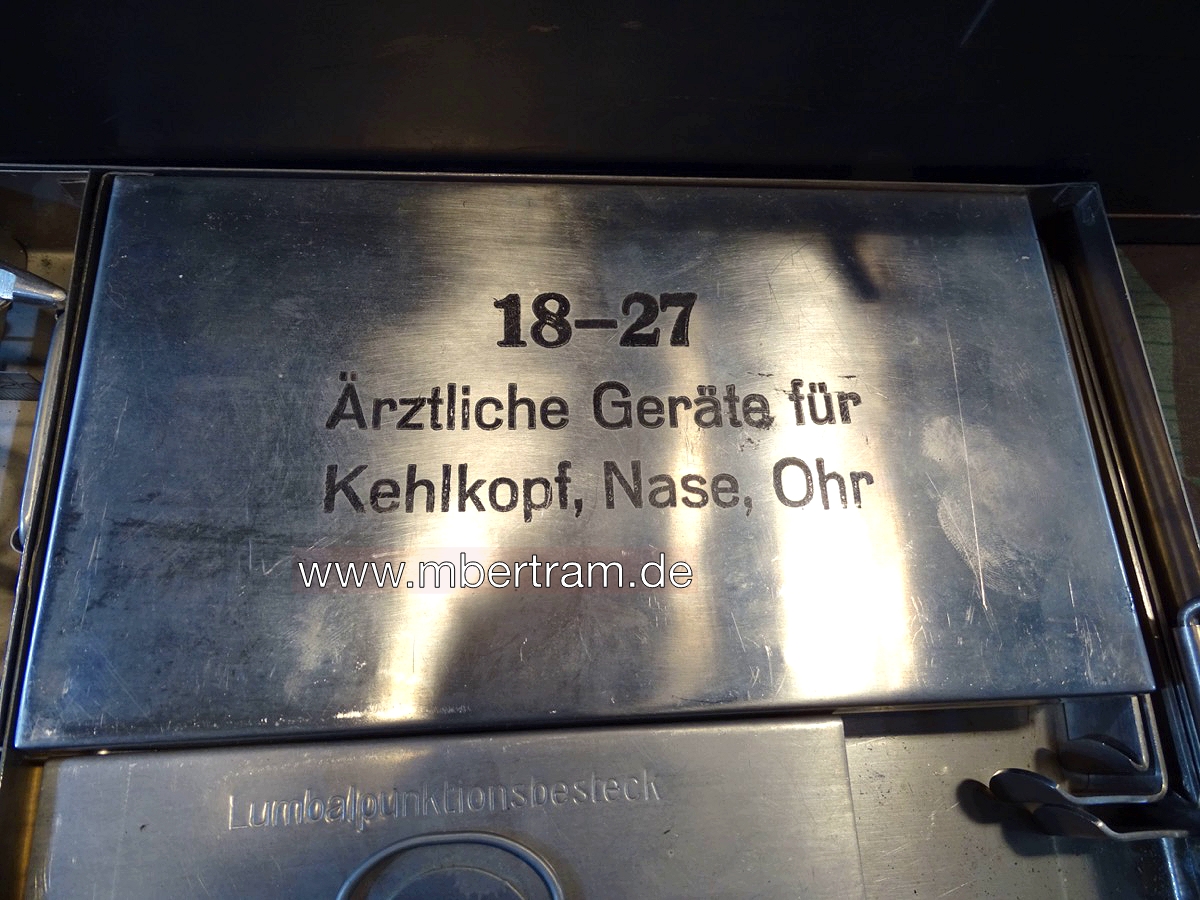 18–27
Ärztliche Geräte für
Kehlkopf, Nase, Ohr
www.mbertram.de
Lumbalpunktionsbesteck